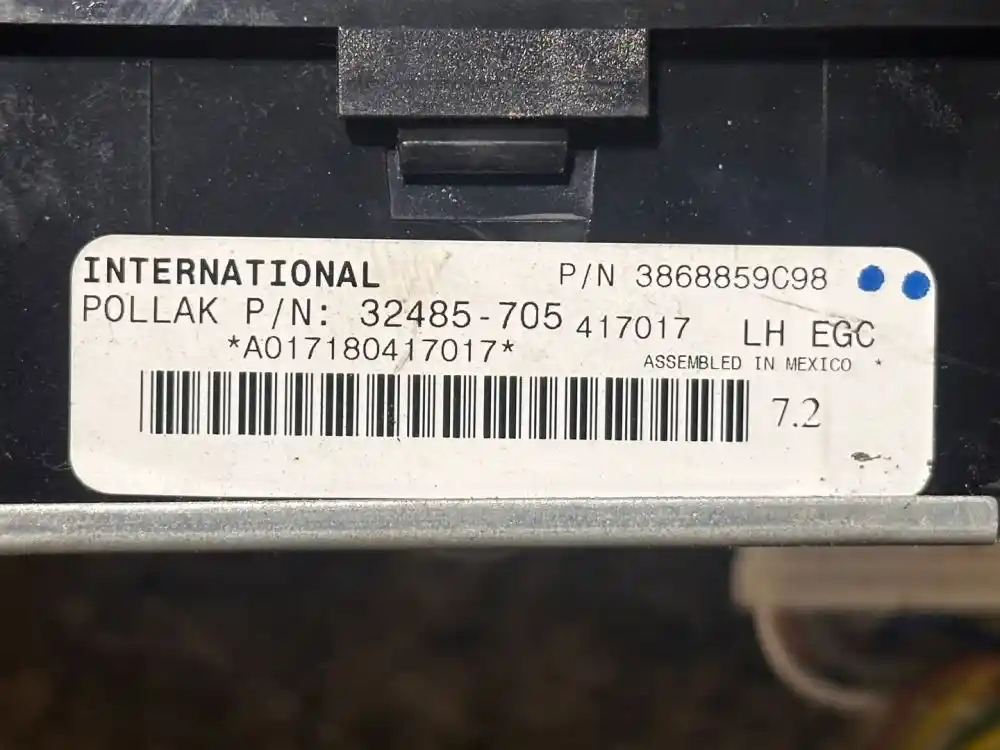 INTERNATIONAL P/N 3868859C98
POLLAK P/N: 32485-705 417017 LH EGC
*A017180417017* ASSEMBLED IN MEXICO *
7.2